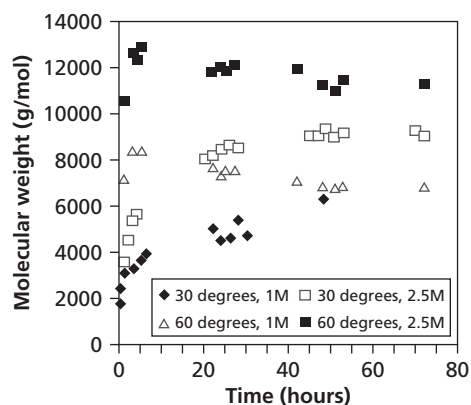 14000
12000
10000
8000
6000
4000
2000
0
Molecular weight (g/mol)
30 degrees, 1M
30 degrees, 2.5M
60 degrees, 1M
60 degrees, 2.5M
0 20 40 60 80
Time (hours)